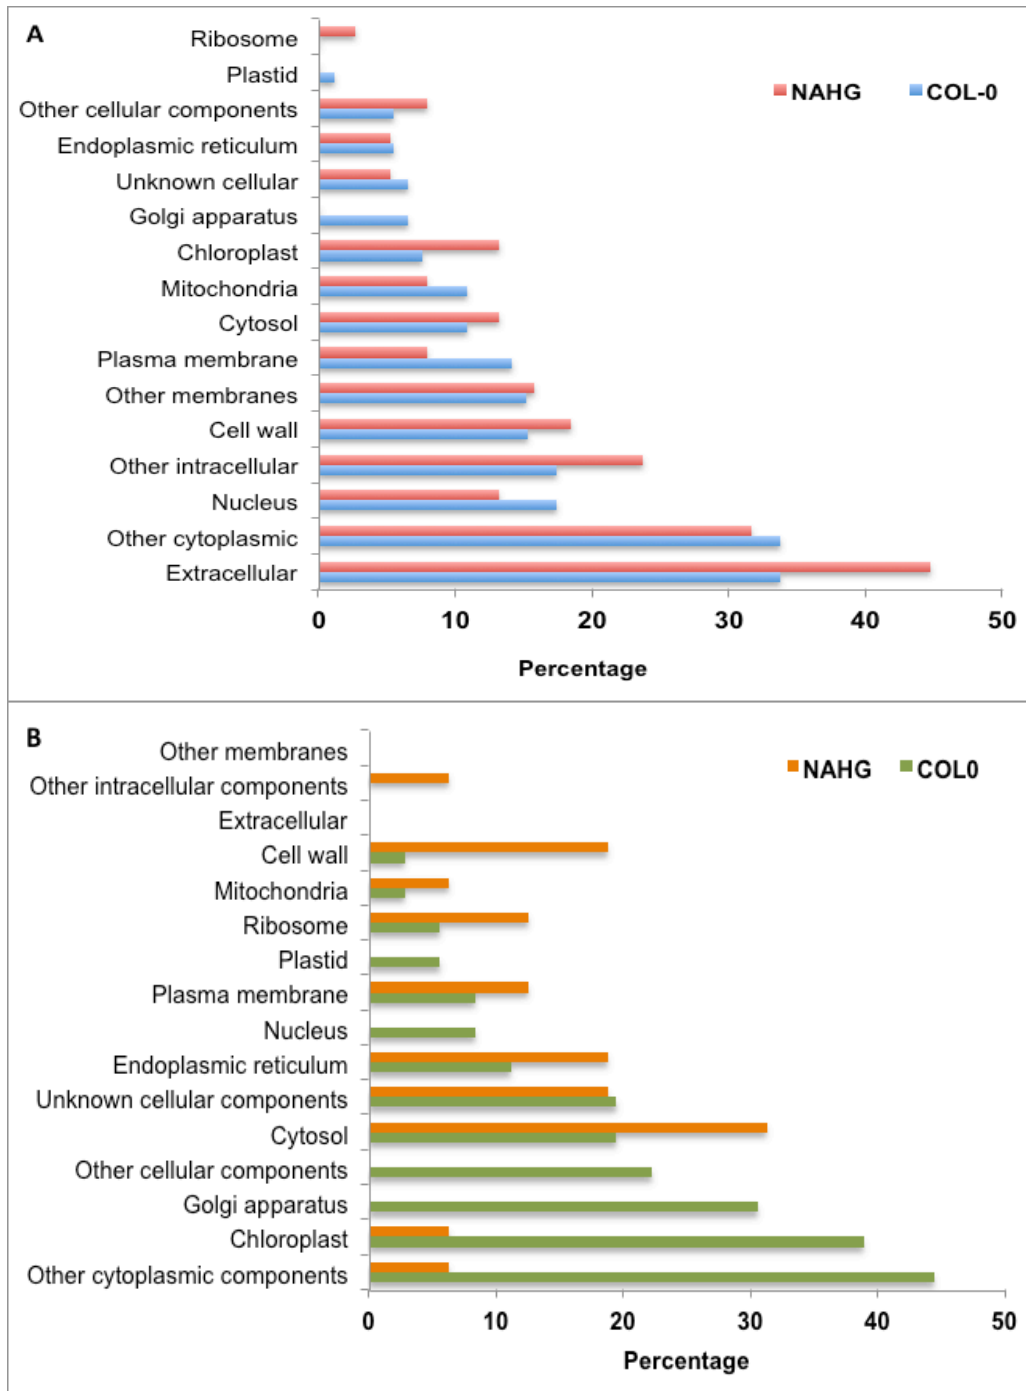 A
Ribosome
Plastid
NAHG COL-0
Other cellular components
Endoplasmic reticulum
Unknown cellular
Golgi apparatus
Chloroplast
Mitochondria
Cytosol
Plasma membrane
Other membranes
Cell wall
Other intracellular
Nucleus
Other cytoplasmic
Extracellular
0 10 20 30 40 50
Percentage
B
Other membranes
NAHG COL0
Other intracellular components
Extracellular
Cell wall
Mitochondria
Ribosome
Plastid
Plasma membrane
Nucleus
Endoplasmic reticulum
Unknown cellular components
Cytosol
Other cellular components
Golgi apparatus
Chloroplast
Other cytoplasmic components
0 10 20 30 40 50
Percentage